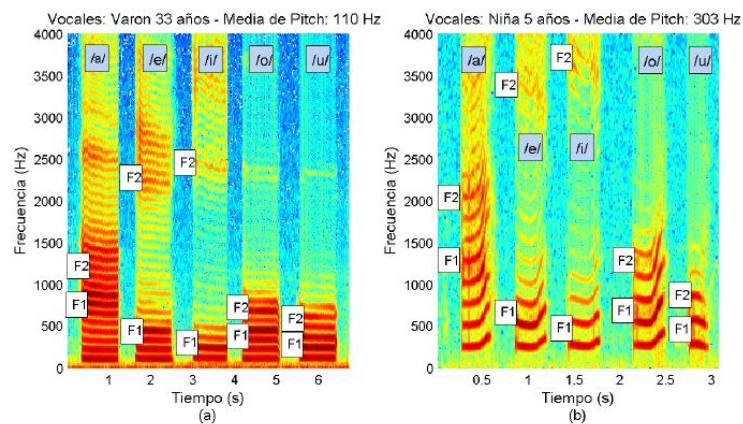 Vocales: Varon 33 años - Media de Pitch: 110 Hz
4000
3500
3000
2500
2000
1500
1000
500
0
Frecuencia (Hz)
/a/
/e/
/i/
/o/
/u/
F2
F1
F2
F1
F2
F1
F2
F1
F2
F1
1
2
3
4
5
6
Tiempo (s)
(a)
Vocales: Niña 5 años - Media de Pitch: 303 Hz
4000
3500
3000
2500
2000
1500
1000
500
0
Frecuencia (Hz)
/a/
/e/
/i/
/o/
/u/
F2
F1
F2
F1
F2
F1
F2
F1
F2
F1
0.5
1
1.5
2
2.5
3
Tiempo (s)
(b)